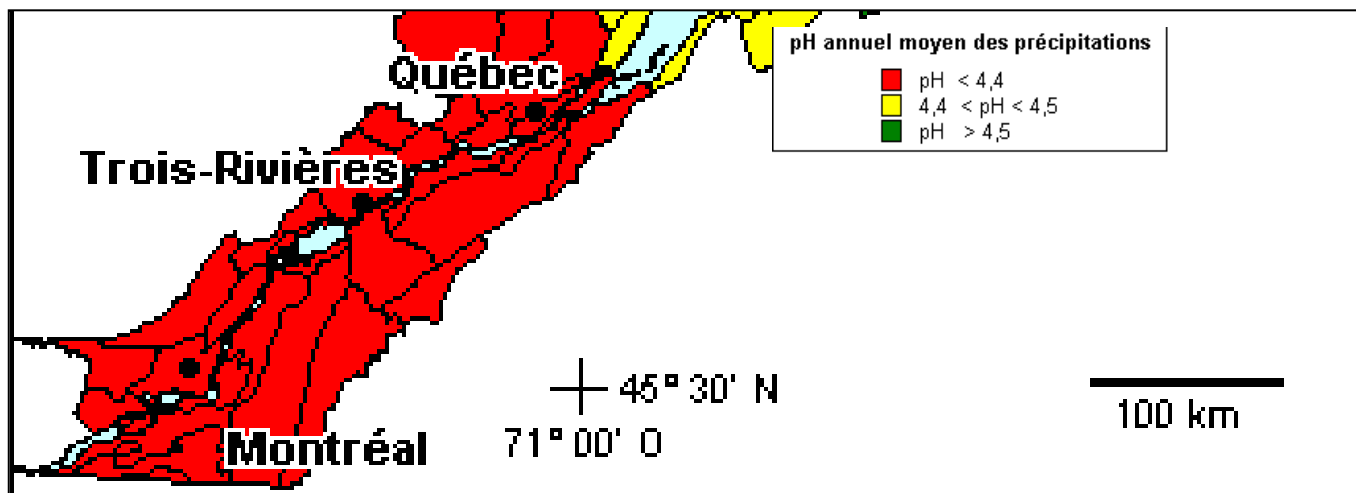 pH annuel moyen des précipitations
pH < 4,4
4,4 < pH < 4,5
pH > 4,5
Québec
Trois-Rivières
Montréal
45° 30' N
71° 00' O
100 km